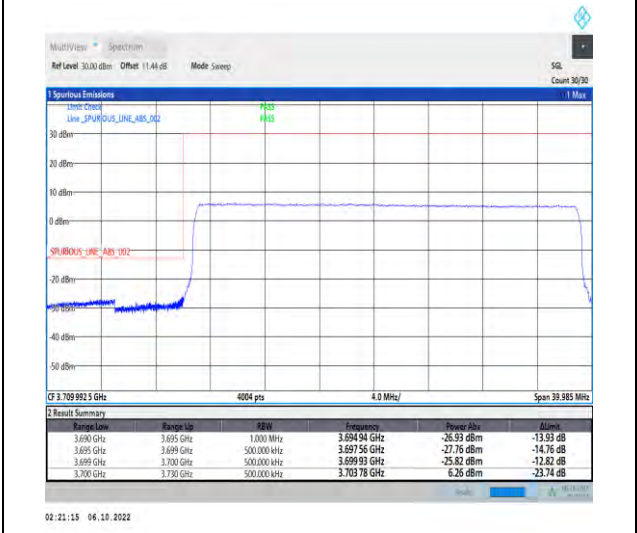 MultiView Spectrum
Ref Level 30.00 dBm Offset 11.44 dB Mode Sweep SGL
Count 30/30
1 Spurious Emissions 1 Max
Limit Check PASS
Line _SPURIOUS_LINE_ABS_002 PASS
30 dBm
20 dBm
10 dBm
0 dBm
_SPURIOUS_LINE_ABS_002
-20 dBm
-30 dBm
-40 dBm
-50 dBm
CF 3.709 992 5 GHz 4004 pts 4.0 MHz/ Span 39.985 MHz
2 Result Summary
Range Low Range Up RBW Frequency Power Abs ΔLimit
3.690 GHz 3.695 GHz 1.000 MHz 3.694 94 GHz -26.93 dBm -13.93 dB
3.695 GHz 3.699 GHz 500.000 kHz 3.697 56 GHz -27.76 dBm -14.76 dB
3.699 GHz 3.700 GHz 500.000 kHz 3.699 93 GHz -25.82 dBm -12.82 dB
3.700 GHz 3.730 GHz 500.000 kHz 3.703 78 GHz 6.26 dBm -23.74 dB
02:21:15 06.10.2022